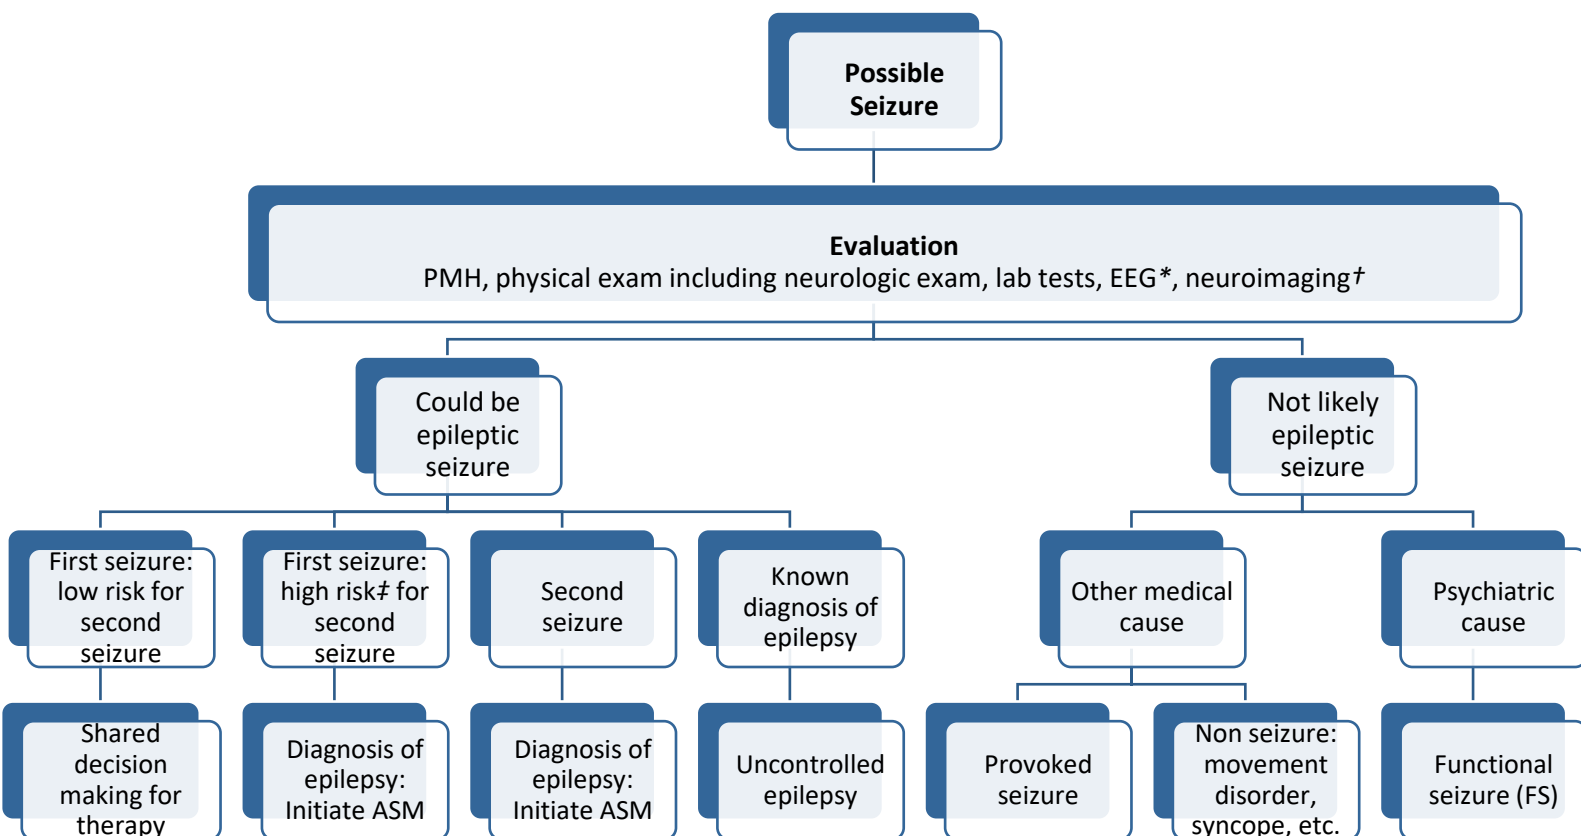 Possible
Seizure
Evaluation
PMH, physical exam including neurologic exam, lab tests, EEG*, neuroimaging†
Could be
epileptic
seizure
Not likely
epileptic
seizure
First seizure:
low risk for
second
seizure
First seizure:
high risk‡ for
second
seizure
Second
seizure
Known
diagnosis of
epilepsy
Other medical
cause
Psychiatric
cause
Shared
decision
making for
therapy
Diagnosis of
epilepsy:
Initiate ASM
Diagnosis of
epilepsy:
Initiate ASM
Uncontrolled
epilepsy
Provoked
seizure
Non seizure:
movement
disorder,
syncope, etc.
Functional
seizure (FS)